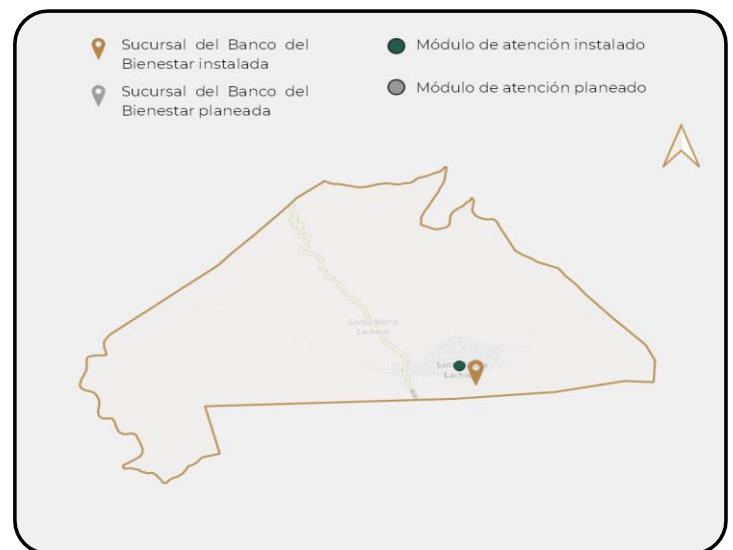 Sucursal del Banco del
Bienestar instalada
Sucursal del Banco del
Bienestar planeada
Módulo de atención instalado
Módulo de atención planeado
Santa María
Lachixío